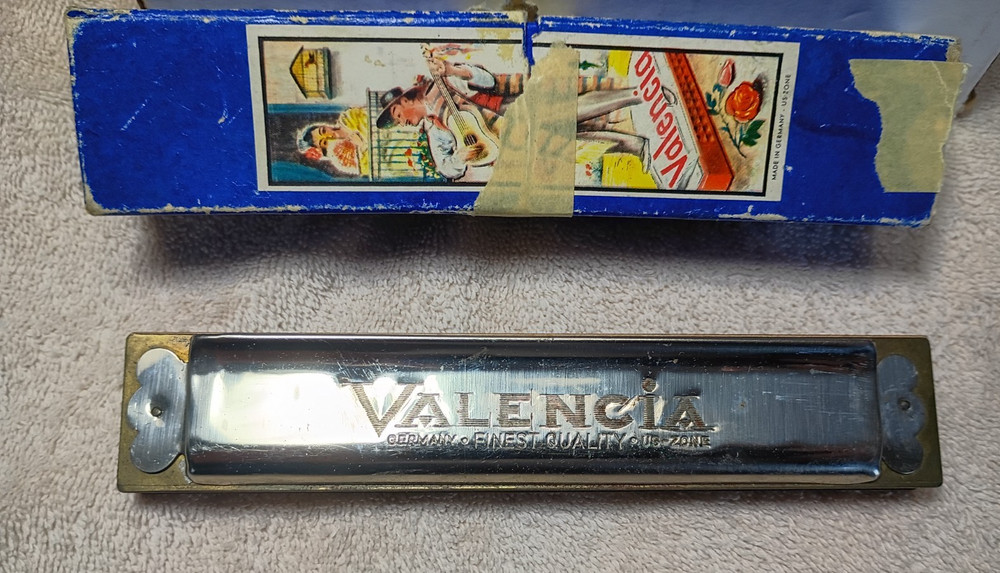 Valencia
MADE IN GERMANY · US-ZONE
VALENCiA
GERMANY · FINEST QUALITY · US-ZONE